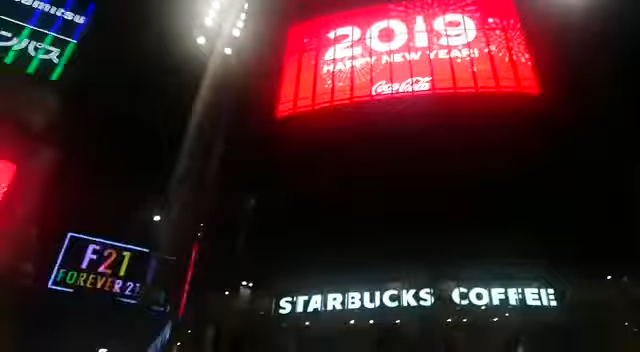 2019
HAPPY NEW YEAR!
Coca-Cola
F21
FOREVER 21
STARBUCKS COFFEE